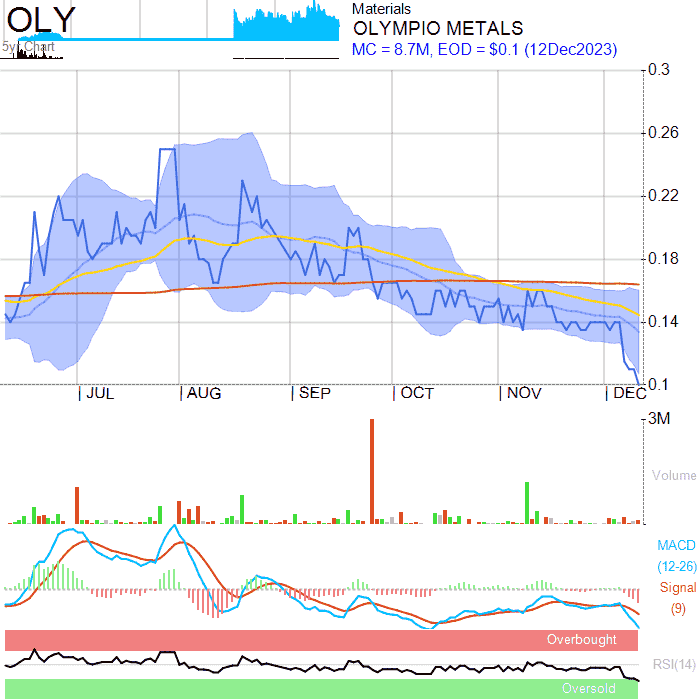 OLY
5yr Chart
Materials
OLYMPIO METALS
MC = 8.7M, EOD = $0.1 (12Dec2023)
0.3
0.26
0.22
0.18
0.14
0.1
JUL AUG SEP OCT NOV DEC
3M
Volume
MACD
(12-26)
Signal
(9)
Overbought
RSI(14)
Oversold